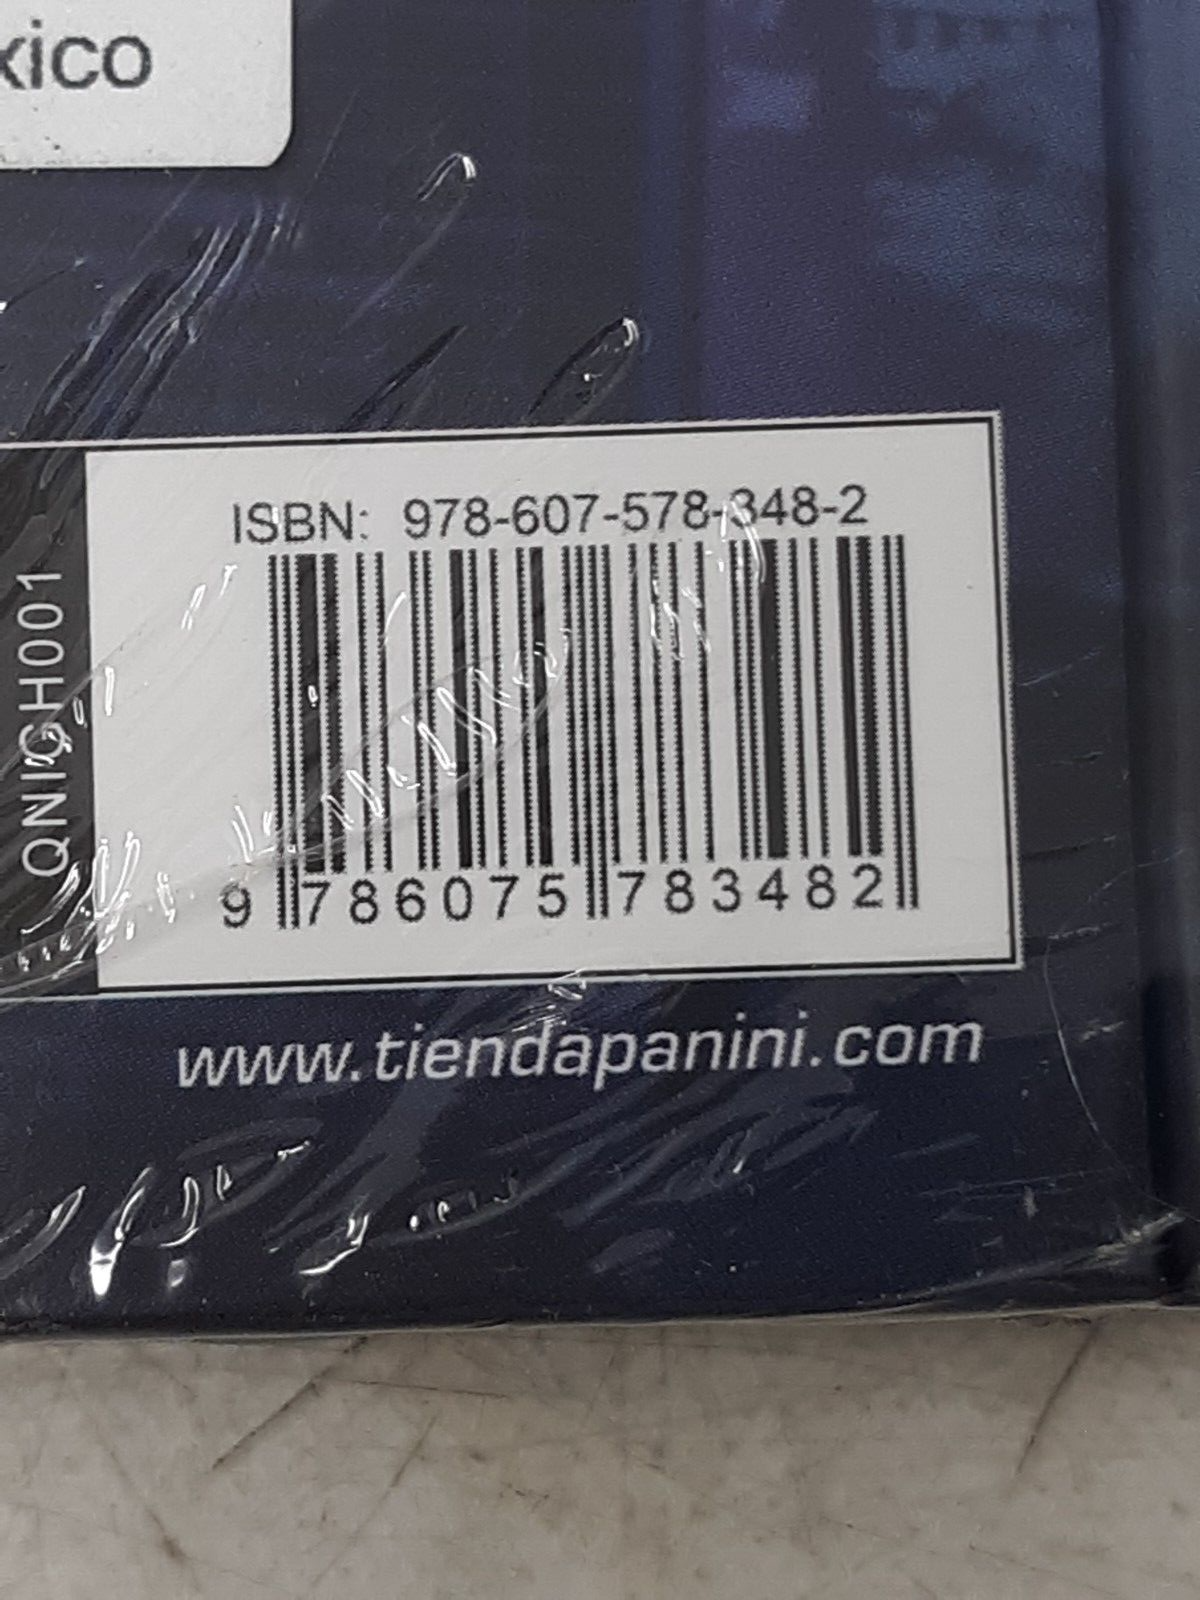 xico
ISBN: 978-607-578-348-2
QNIGH001
9 786075 783482
www.tiendapanini.com